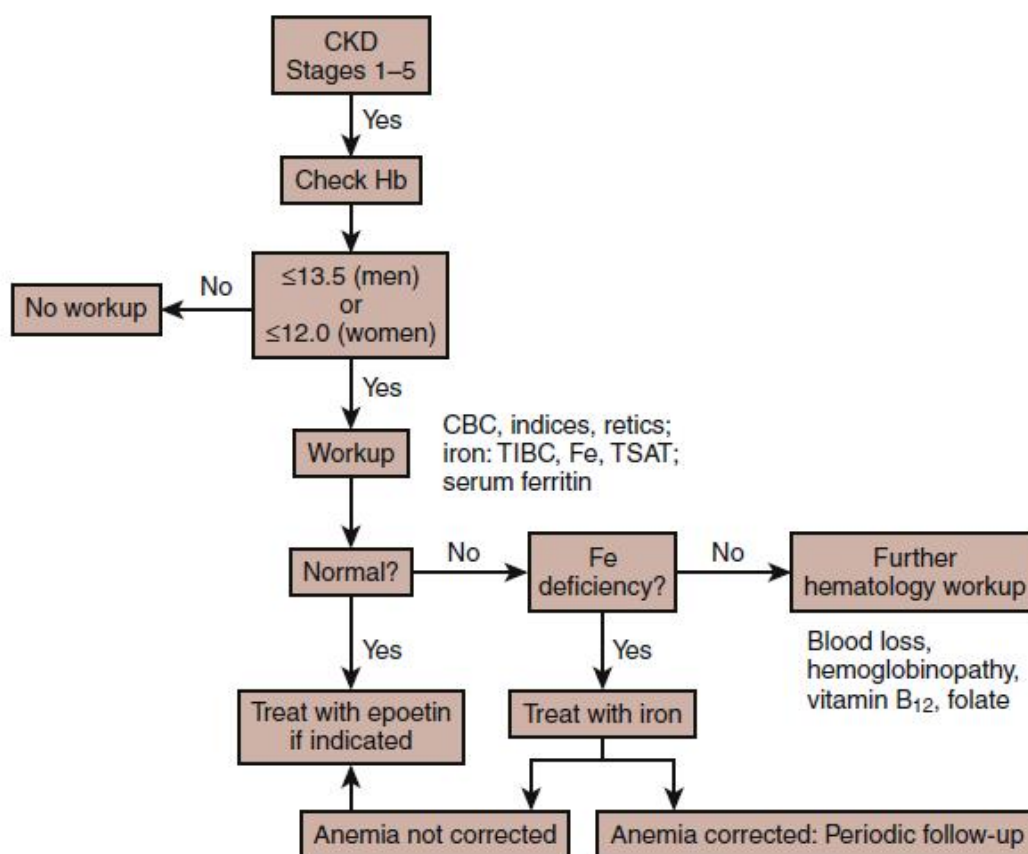 CKD
Stages 1–5
Yes
Check Hb
≤13.5 (men)
or
≤12.0 (women)
No
No workup
Yes
Workup
CBC, indices, retics;
iron: TIBC, Fe, TSAT;
serum ferritin
Normal?
No
Fe
deficiency?
No
Further
hematology workup
Blood loss,
hemoglobinopathy,
vitamin B₁₂, folate
Yes
Yes
Treat with epoetin
if indicated
Treat with iron
Anemia not corrected
Anemia corrected: Periodic follow-up